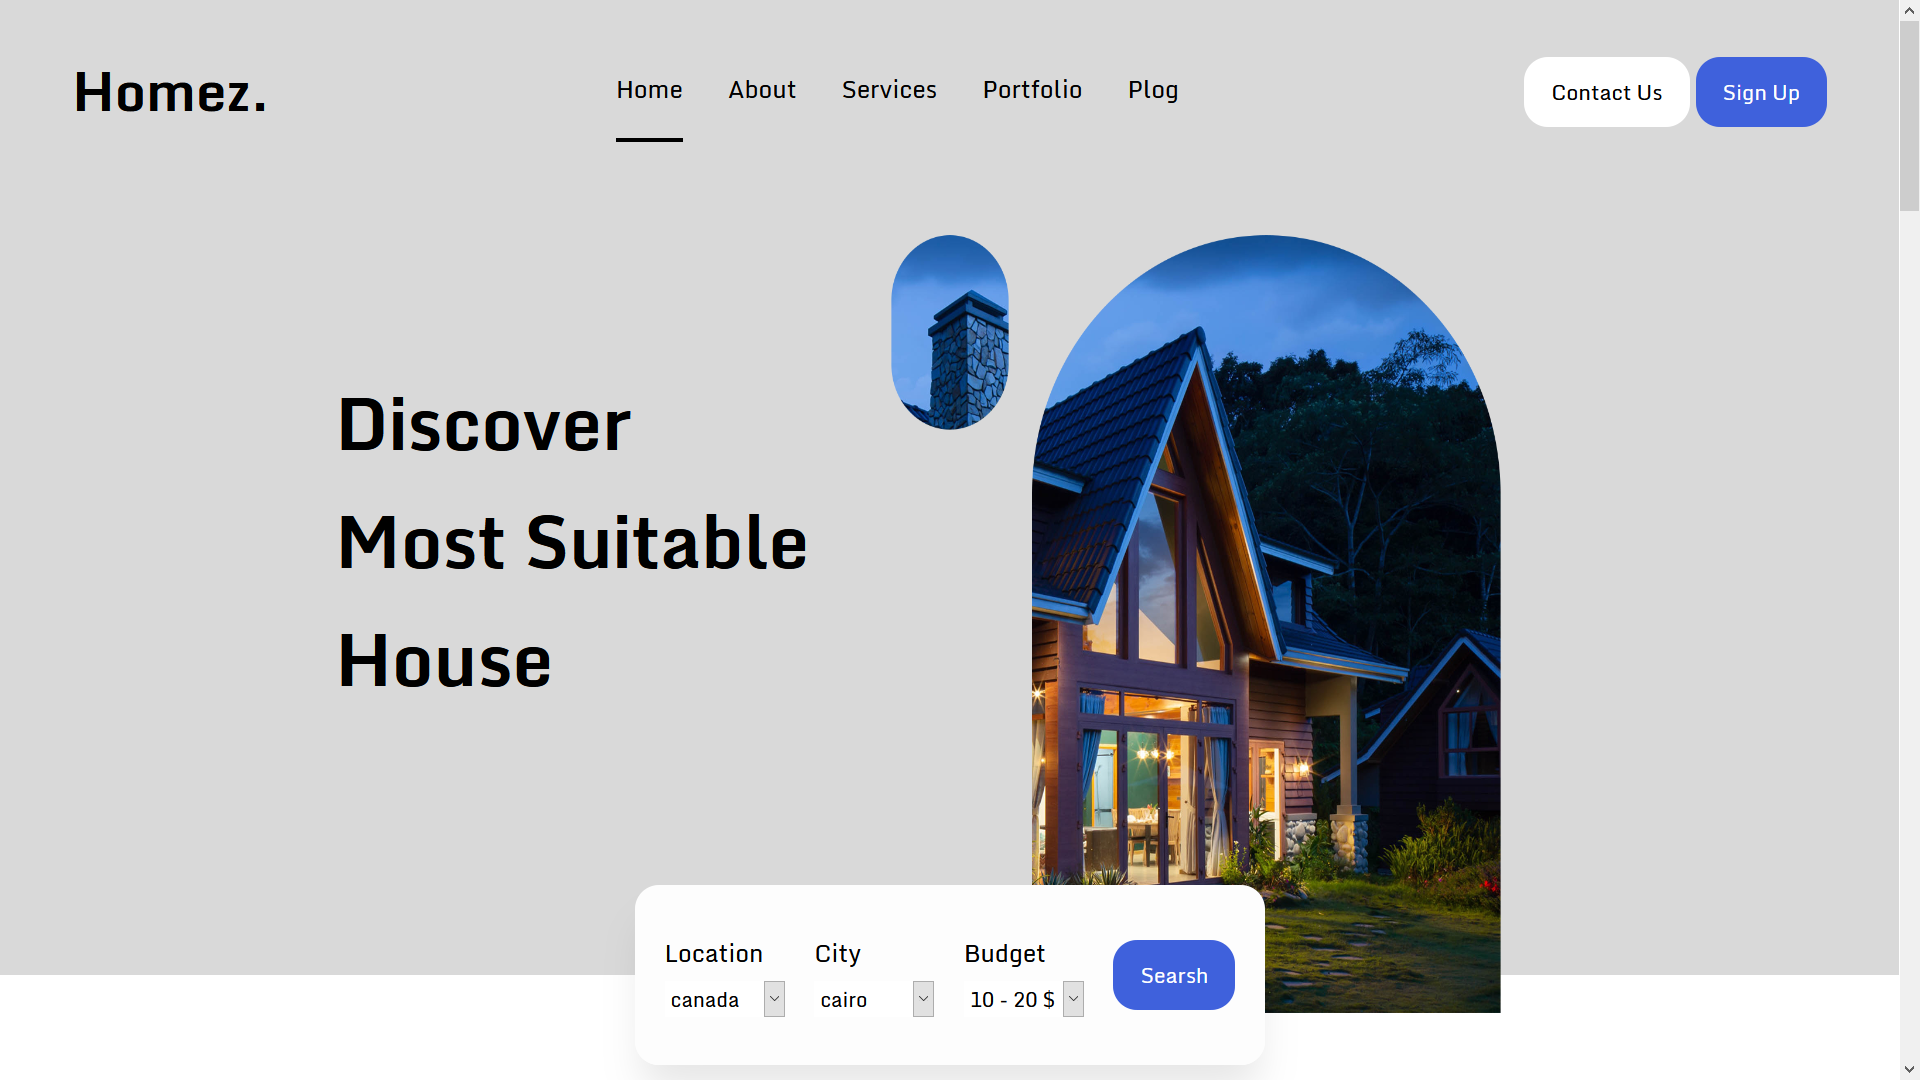 Homez.
Home About Services Portfolio Plog
Contact Us Sign Up
Discover
Most Suitable
House
Location City Budget
canada cairo 10 - 20 $
Searsh